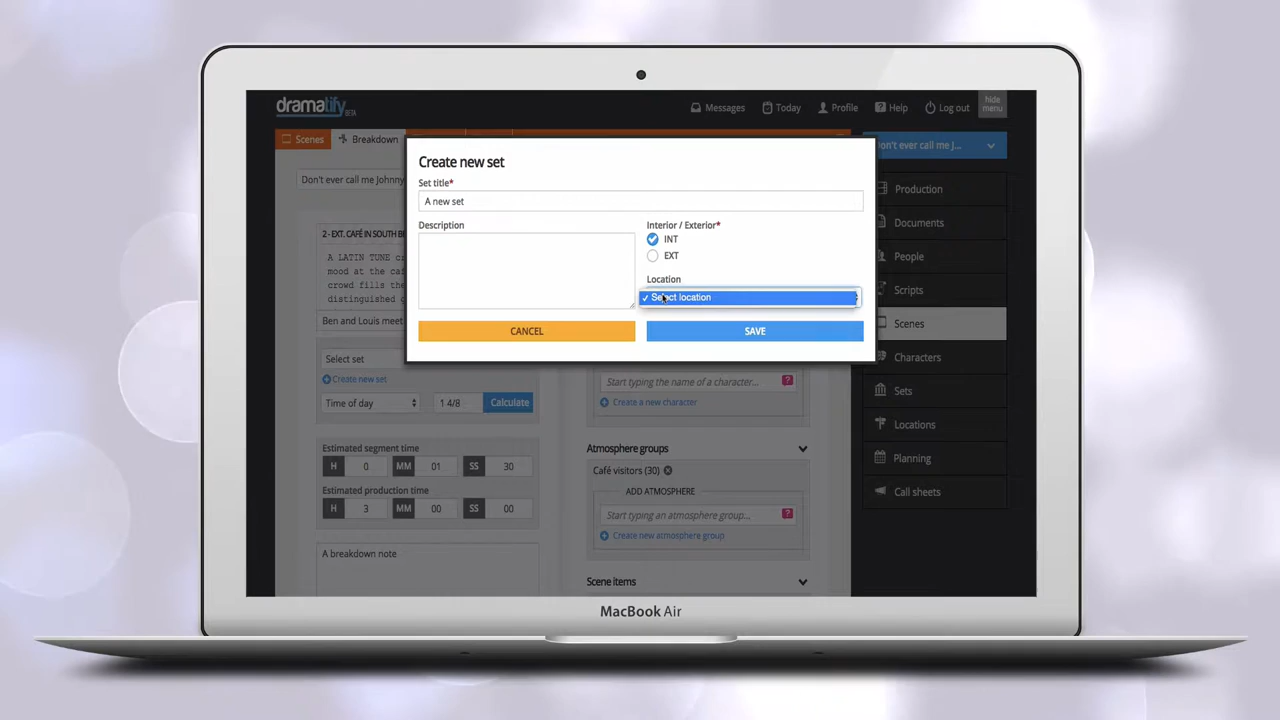 dramatify BETA
Messages
Today
Profile
Help
Log out
hide menu
Scenes
Breakdown
Don't ever call me J...
Don't ever call me Johnny
Create new set
Set title*
A new set
Description
Interior / Exterior*
INT
EXT
Location
✓ Select location
CANCEL
SAVE
2 - EXT. CAFÉ IN SOUTH BE
A LATIN TUNE c
mood at the caf
crowd fills the
distinguished g
Ben and Louis meet
Select set
Create new set
Time of day
1 4/8
Calculate
Estimated segment time
H 0 MM 01 SS 30
Estimated production time
H 3 MM 00 SS 00
A breakdown note
Start typing the name of a character...
Create a new character
Atmosphere groups
Café visitors (30)
ADD ATMOSPHERE
Start typing an atmosphere group...
Create new atmosphere group
Scene items
Production
Documents
People
Scripts
Scenes
Characters
Sets
Locations
Planning
Call sheets
MacBook Air